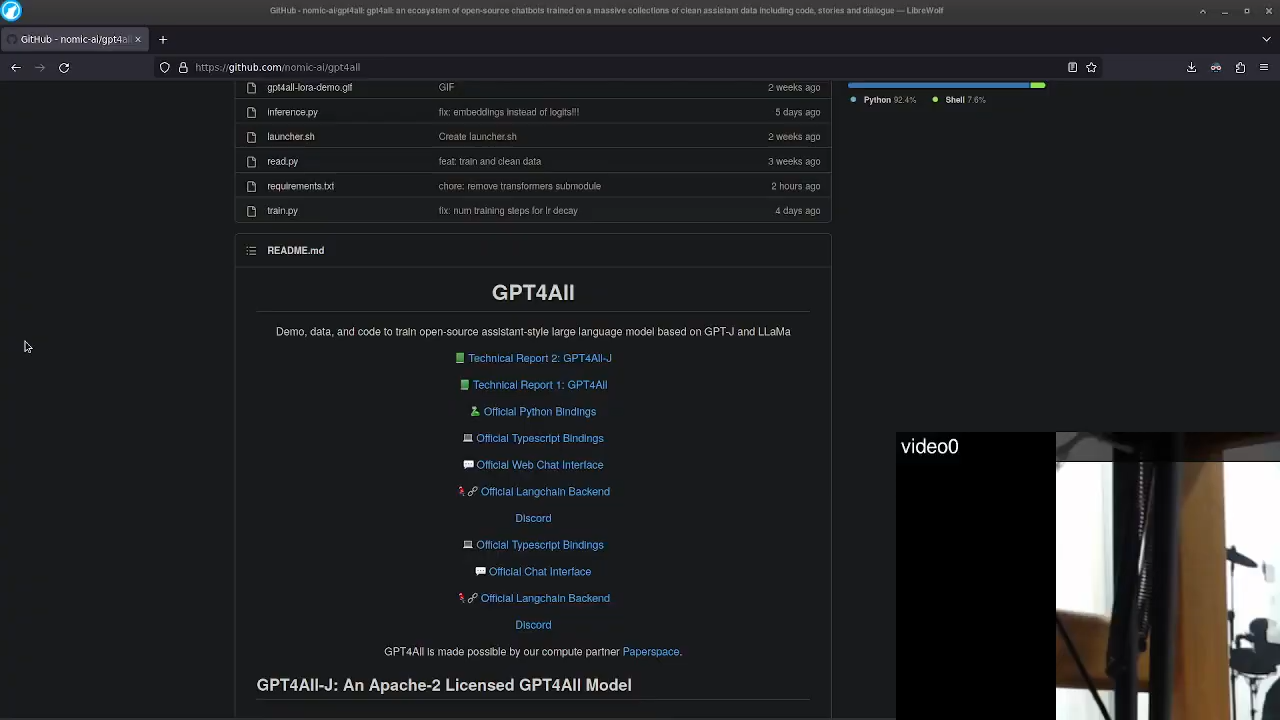 GitHub - nomic-ai/gpt4all: gpt4all: an ecosystem of open-source chatbots trained on a massive collections of clean assistant data including code, stories and dialogue — LibreWolf
GitHub - nomic-ai/gpt4all
https://github.com/nomic-ai/gpt4all
gpt4all-lora-demo.gif GIF 2 weeks ago
inference.py fix: embeddings instead of logits!!! 5 days ago
launcher.sh Create launcher.sh 2 weeks ago
read.py feat: train and clean data 3 weeks ago
requirements.txt chore: remove transformers submodule 2 hours ago
train.py fix: num training steps for lr decay 4 days ago
Python 92.4% Shell 7.6%
README.md
GPT4All
Demo, data, and code to train open-source assistant-style large language model based on GPT-J and LLaMa
Technical Report 2: GPT4All-J
Technical Report 1: GPT4All
Official Python Bindings
Official Typescript Bindings
Official Web Chat Interface
Official Langchain Backend
Discord
Official Typescript Bindings
Official Chat Interface
Official Langchain Backend
Discord
GPT4All is made possible by our compute partner Paperspace.
GPT4All-J: An Apache-2 Licensed GPT4All Model
video0